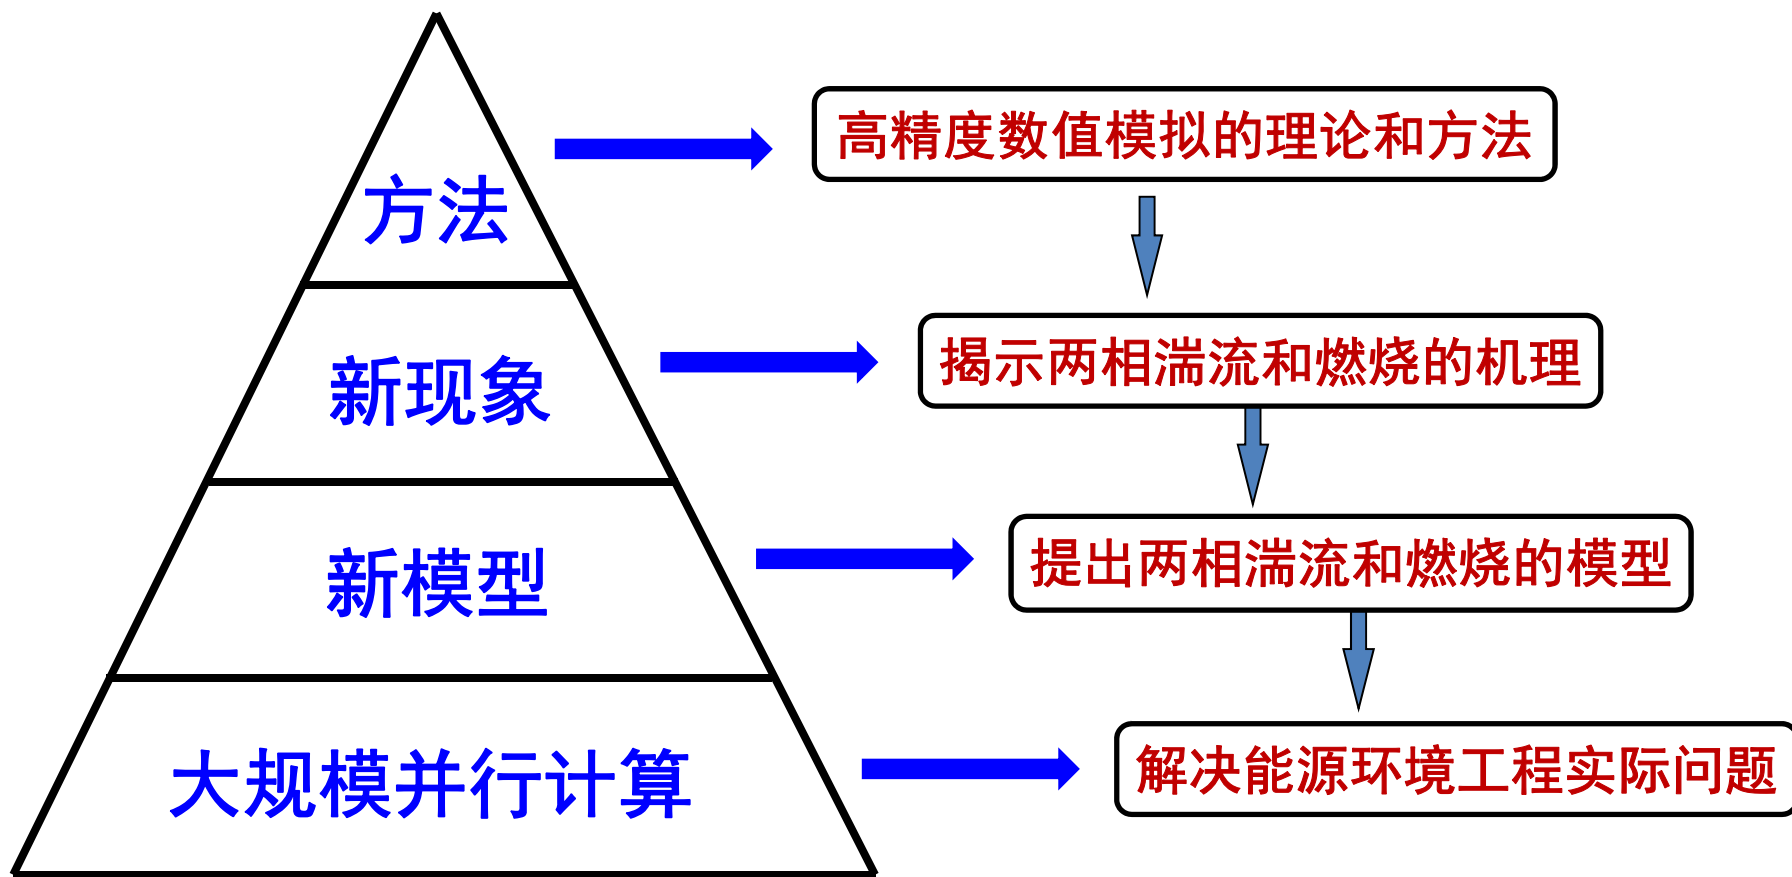 方法
高精度数值模拟的理论和方法
新现象
揭示两相湍流和燃烧的机理
新模型
提出两相湍流和燃烧的模型
大规模并行计算
解决能源环境工程实际问题